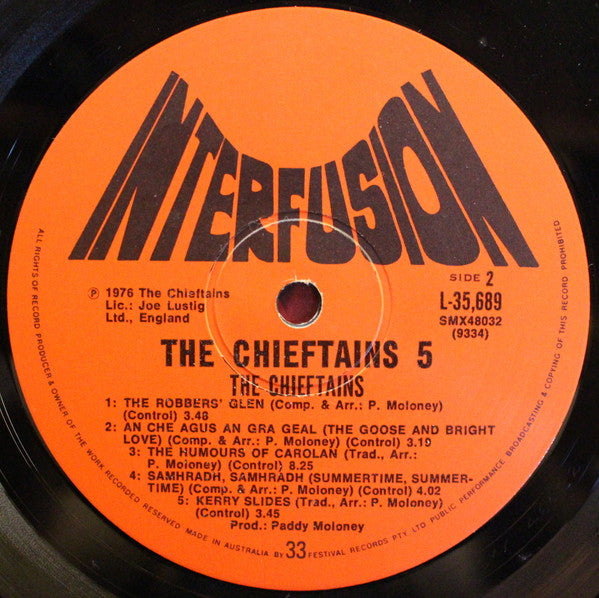 INTERFUSION
℗ 1976 The Chieftains
Lic.: Joe Lustig
Ltd., England
SIDE 2
L-35,689
SMX48032
(9334)
THE CHIEFTAINS 5
THE CHIEFTAINS
1: THE ROBBERS' GLEN (Comp. & Arr.: P. Moloney)
(Control) 3.48
2: AN CHE AGUS AN GRA GEAL (THE GOOSE AND BRIGHT
LOVE) (Comp. & Arr.: P. Moloney) (Control) 3.19
3: THE HUMOURS OF CAROLAN (Trad., Arr.:
P. Moloney) (Control) 8.25
4: SAMHRADH, SAMHRADH (SUMMERTIME, SUMMER-
TIME) (Comp. & Arr.: P. Moloney) (Control) 4.02
5: KERRY SLIDES (Trad., Arr.: P. Moloney)
(Control) 3.45
Prod.: Paddy Moloney
33
ALL RIGHTS OF RECORD PRODUCER & OWNER OF THE WORK RECORDED RESERVED MADE IN AUSTRALIA BY FESTIVAL RECORDS PTY LTD PUBLIC PERFORMANCE BROADCASTING & COPYING OF THIS RECORD PROHIBITED